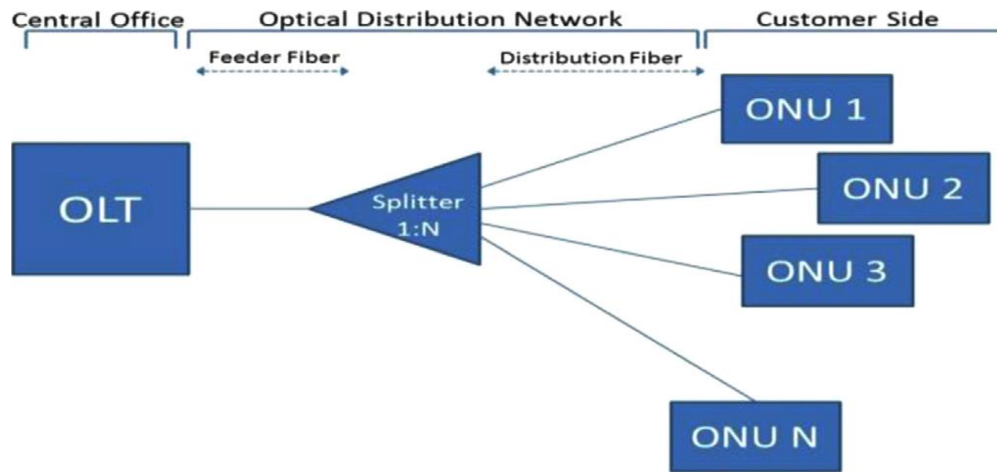 Central Office
Optical Distribution Network
Customer Side
Feeder Fiber
Distribution Fiber
ONU 1
OLT
Splitter
1:N
ONU 2
ONU 3
ONU N